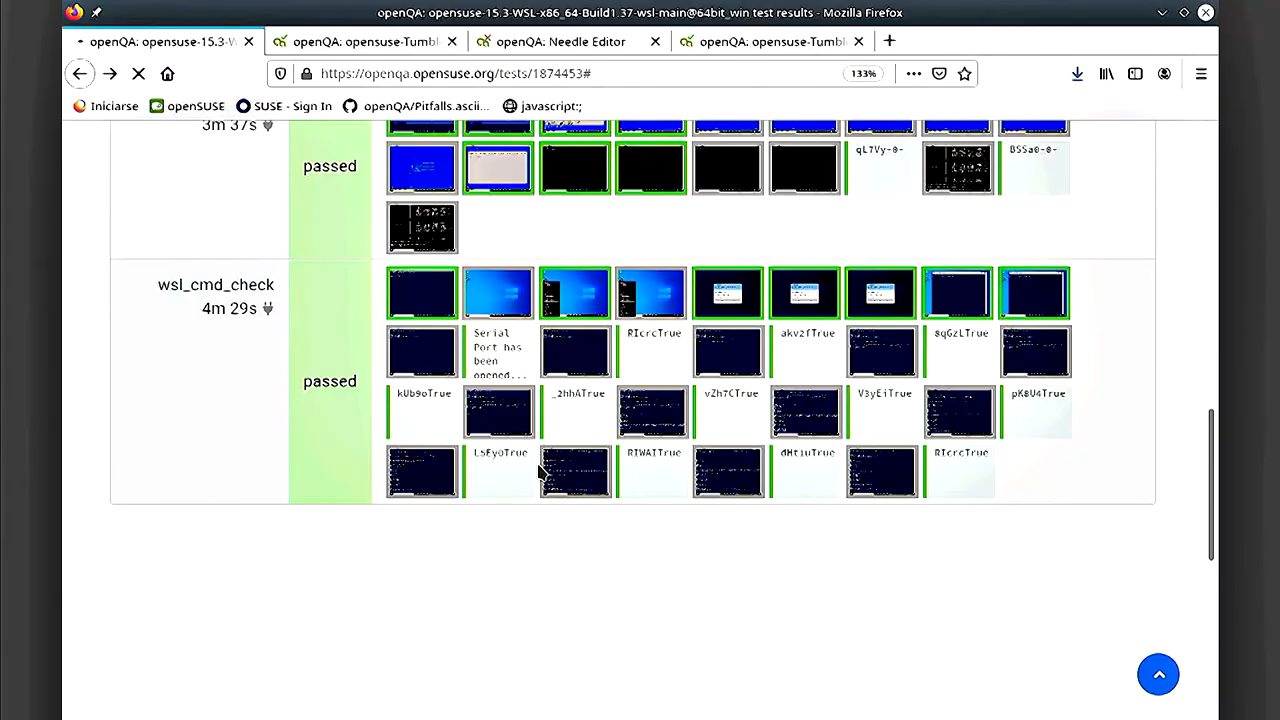 openQA: opensuse-15.3-WSL-x86_64-Build1.37-wsl-main@64bit_win test results - Mozilla Firefox
openQA: opensuse-15.3-W
openQA: opensuse-Tumbl
openQA: Needle Editor
openQA: opensuse-Tumbl
https://openqa.opensuse.org/tests/1874453#
133%
Iniciarse
openSUSE
SUSE - Sign In
openQA/Pitfalls.ascii...
javascript:;
3m 37s
passed
qL7Vy-0-
BSSa0-0-
wsl_cmd_check
4m 29s
passed
Serial
Port has
been
opened...
RIcrcTrue
akv2fTrue
8qGzLTrue
kUb9oTrue
_2hhATrue
vZh7CTrue
V3yEiTrue
pK8U4True
LSEyOTrue
RIWAITrue
dHtiuTrue
RIcrcTrue